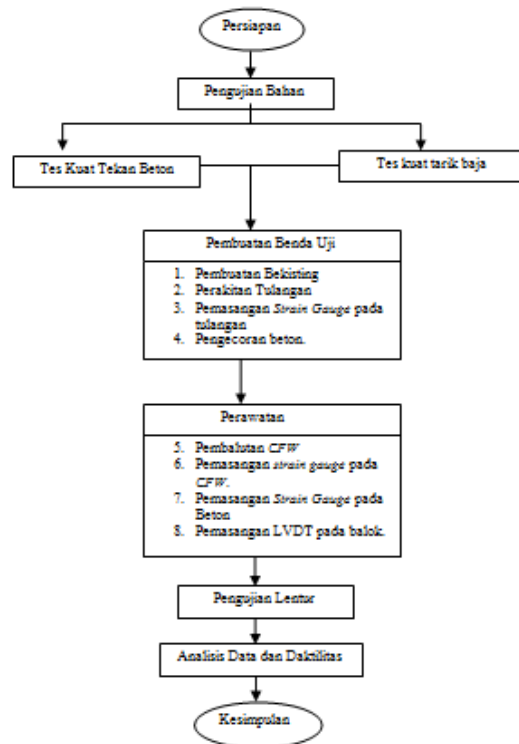 Persiapan
Pengujian Bahan
Tes Kuat Tekan Beton
Tes kuat tarik baja
Pembuatan Benda Uji
1. Pembuatan Bekisting
2. Perakitan Tulangan
3. Pemasangan Strain Gauge pada
tulangan
4. Pengecoran beton.
Perawatan
5. Pembalutan CFW
6. Pemasangan strain gauge pada
CFW.
7. Pemasangan Strain Gauge pada
Beton
8. Pemasangan LVDT pada balok.
Pengujian Lentur
Analisis Data dan Daktilitas
Kesimpulan